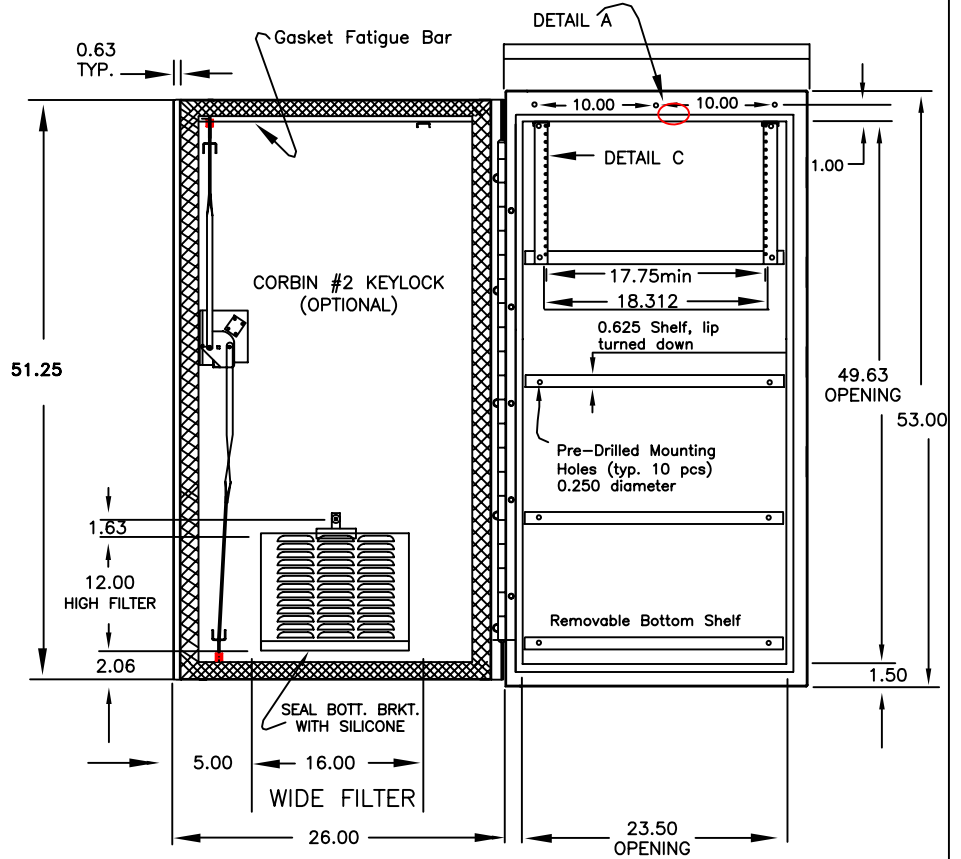 DETAIL A
Gasket Fatigue Bar
0.63
TYP.
10.00
10.00
1.00
DETAIL C
CORBIN #2 KEYLOCK
(OPTIONAL)
17.75min
18.312
0.625 Shelf, lip
turned down
51.25
49.63
OPENING
53.00
Pre-Drilled Mounting
Holes (typ. 10 pcs)
0.250 diameter
1.63
12.00
HIGH FILTER
Removable Bottom Shelf
2.06
1.50
SEAL BOTT. BRKT.
WITH SILICONE
5.00
16.00
WIDE FILTER
26.00
23.50
OPENING